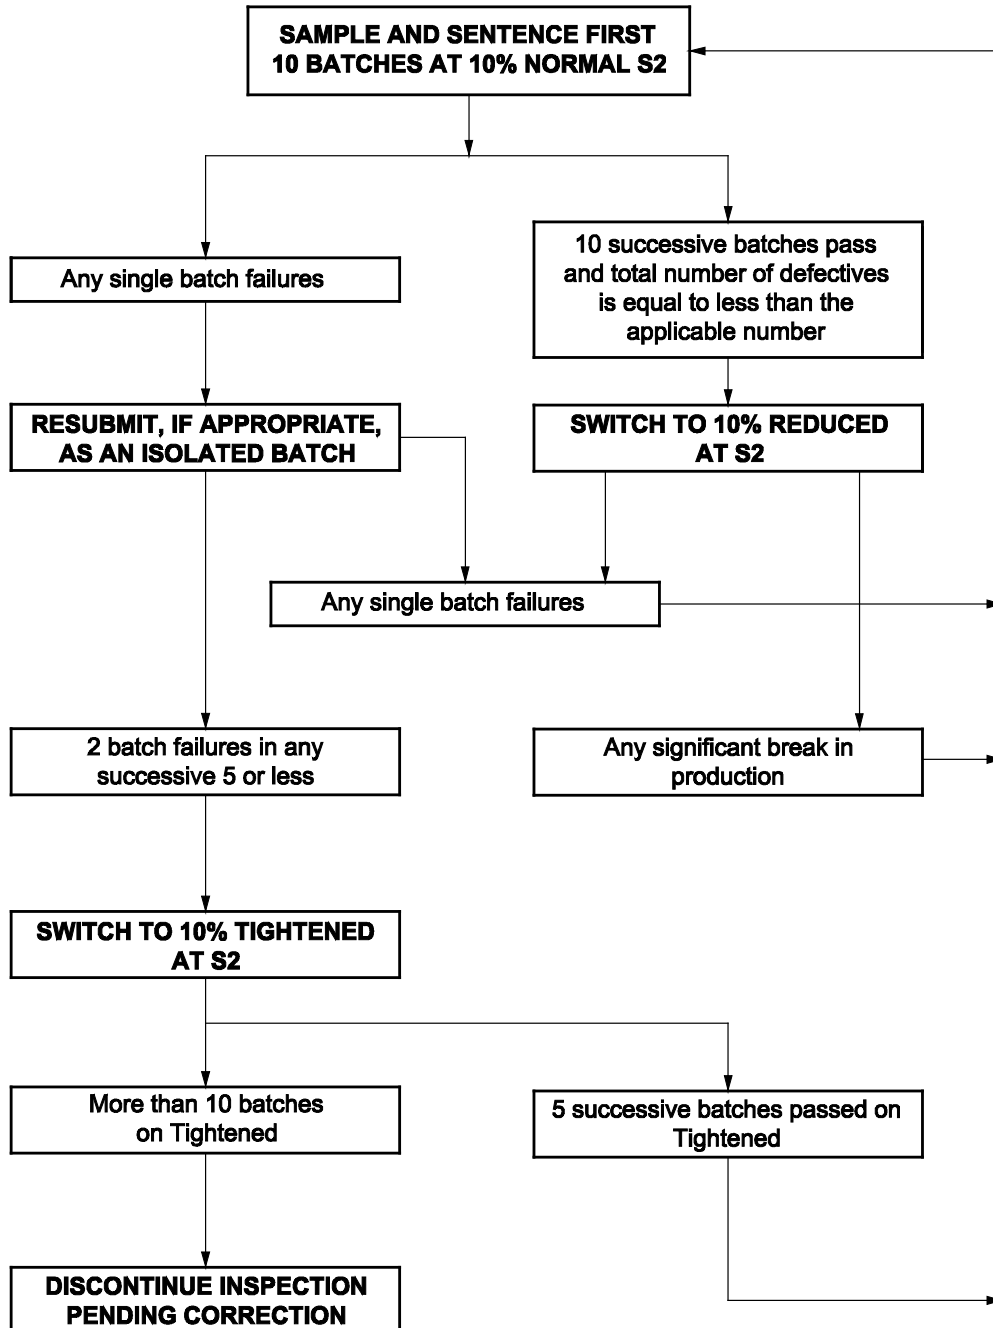 SAMPLE AND SENTENCE FIRST
10 BATCHES AT 10% NORMAL S2
Any single batch failures
10 successive batches pass
and total number of defectives
is equal to less than the
applicable number
RESUBMIT, IF APPROPRIATE,
AS AN ISOLATED BATCH
SWITCH TO 10% REDUCED
AT S2
Any single batch failures
2 batch failures in any
successive 5 or less
Any significant break in
production
SWITCH TO 10% TIGHTENED
AT S2
More than 10 batches
on Tightened
5 successive batches passed on
Tightened
DISCONTINUE INSPECTION
PENDING CORRECTION